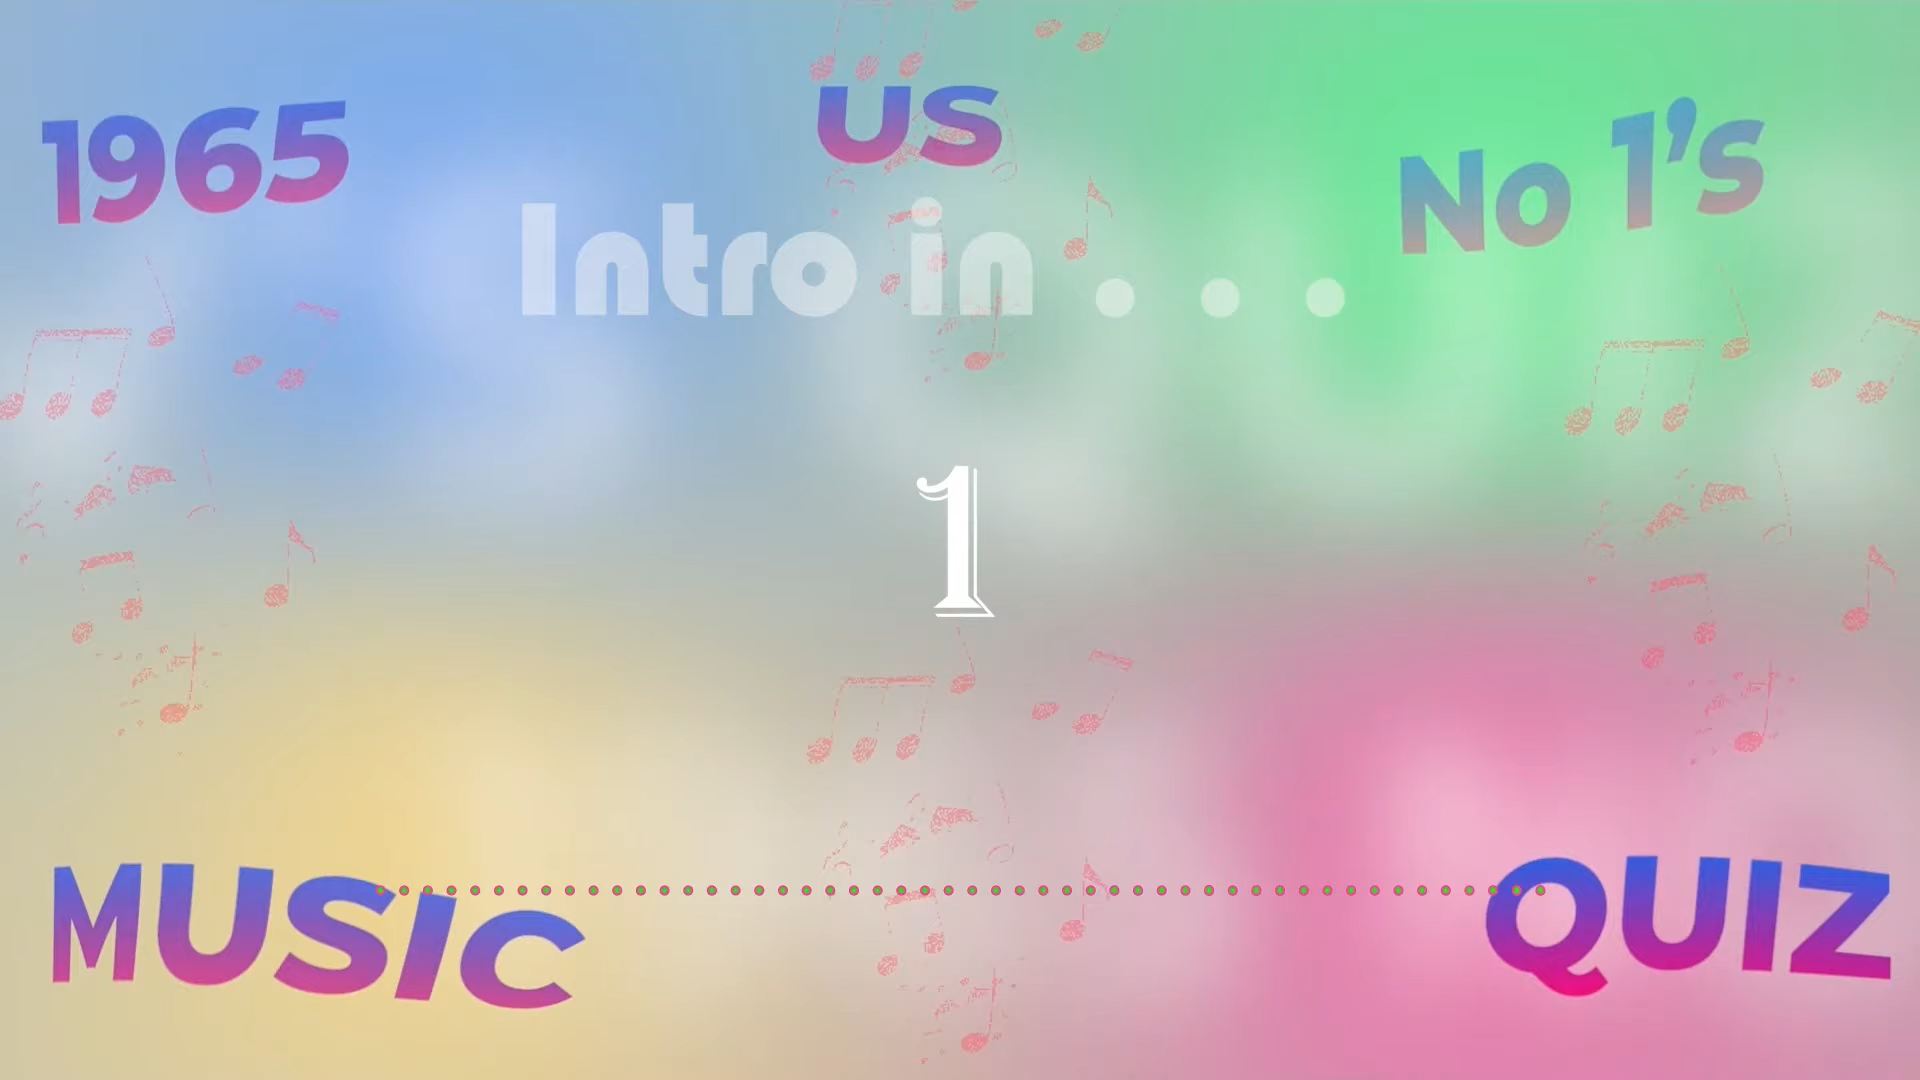 1965
US
No 1's
Intro in . . .
1
MUSIC
QUIZ